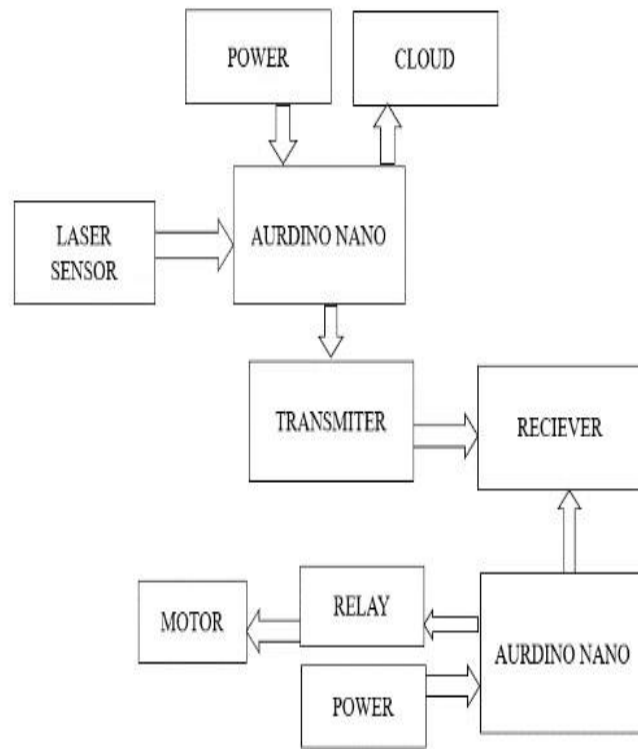 POWER
CLOUD
LASER
SENSOR
AURDINO NANO
TRANSMITER
RECIEVER
RELAY
MOTOR
AURDINO NANO
POWER